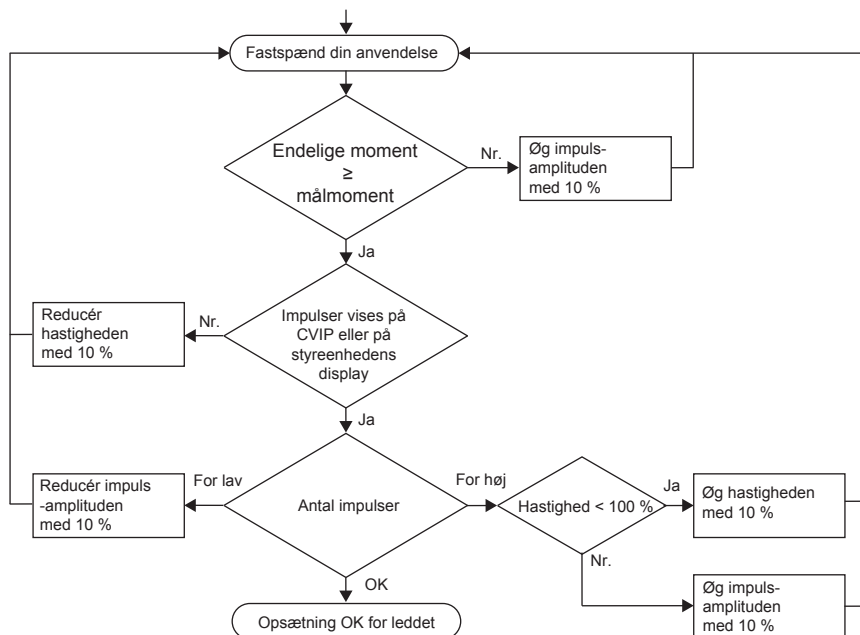 Fastspænd din anvendelse
Endelige moment
≥
målmoment
Nr.
Øg impuls-
amplituden
med 10 %
Ja
Reducér
hastigheden
med 10 %
Nr.
Impulser vises på
CVIP eller på
styreenhedens
display
Ja
Reducér impuls
-amplituden
med 10 %
For lav
Antal impulser
For høj
Hastighed < 100 %
Ja
Øg hastigheden
med 10 %
Nr.
OK
Øg impuls-
amplituden
med 10 %
Opsætning OK for leddet